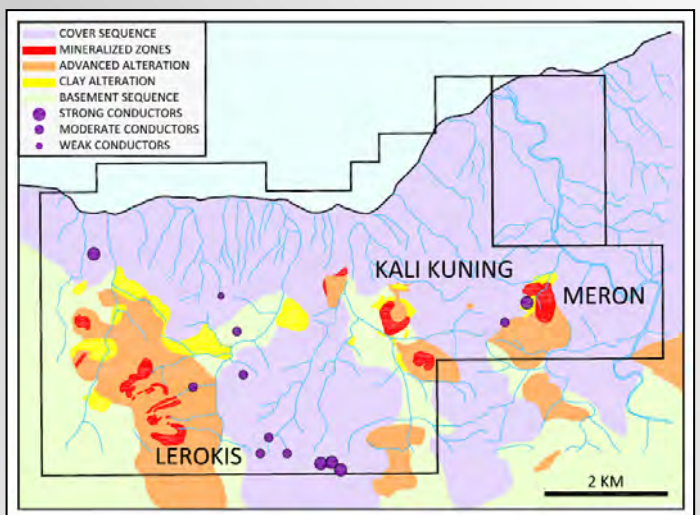 COVER SEQUENCE
MINERALIZED ZONES
ADVANCED ALTERATION
CLAY ALTERATION
BASEMENT SEQUENCE
STRONG CONDUCTORS
MODERATE CONDUCTORS
WEAK CONDUCTORS
KALI KUNING
MERON
LEROKIS
2 KM